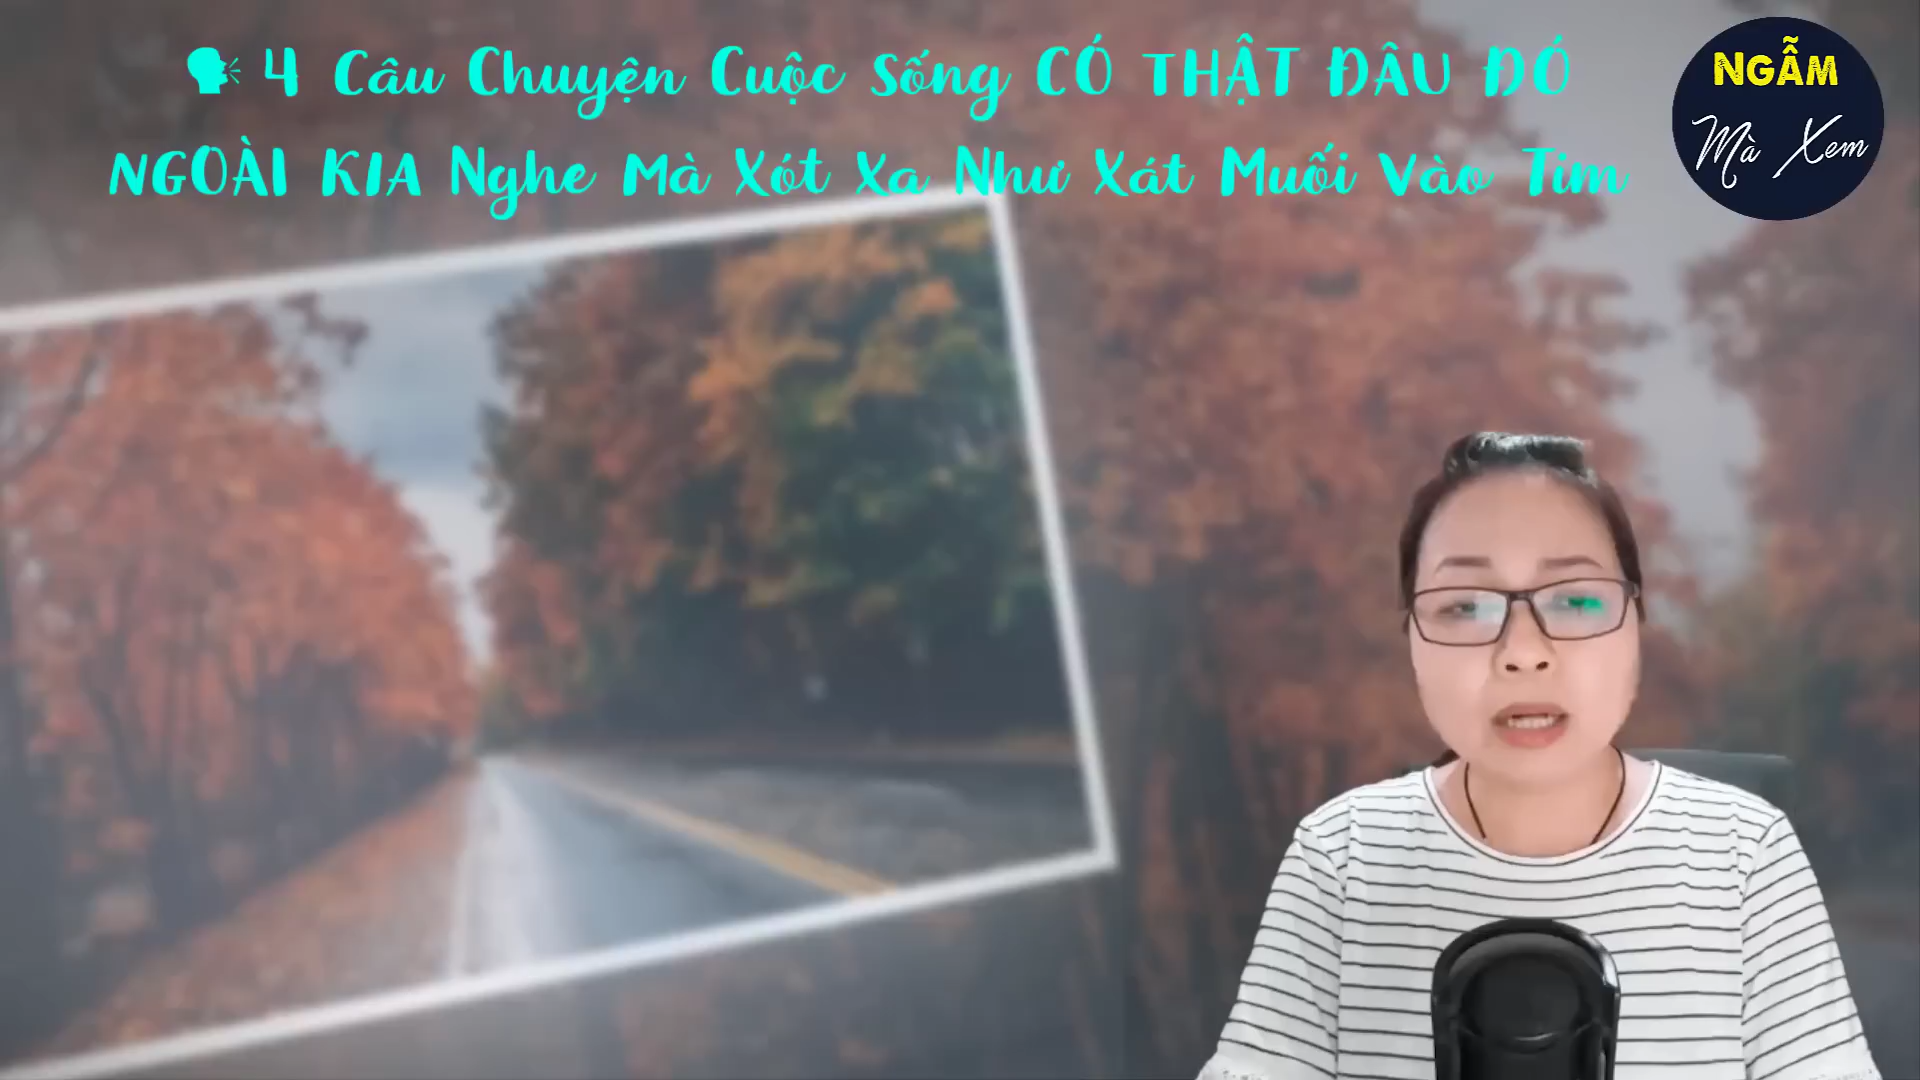 🗣 4 Câu Chuyện Cuộc Sống CÓ THẬT ĐÂU ĐÓ
NGOÀI KIA Nghe Mà Xót Xa Như Xát Muối Vào Tim
NGẪM
Mà Xem